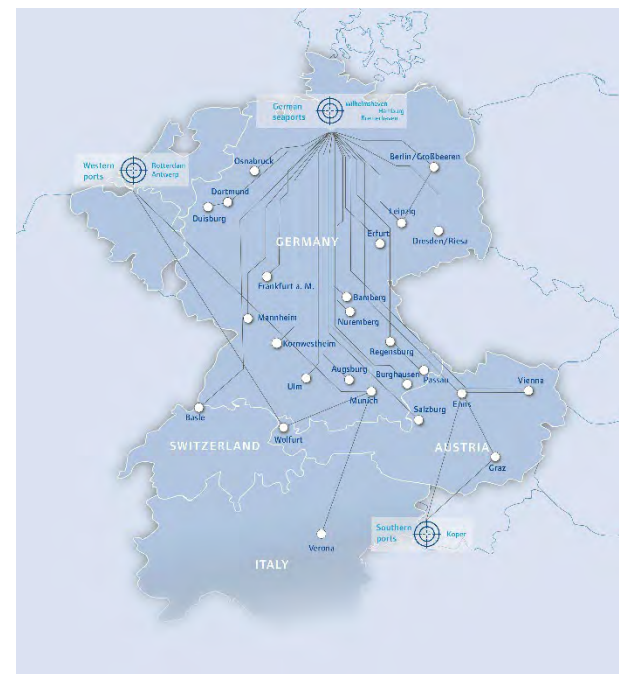 German
seaports
Wilhelmshaven
Hamburg
Bremerhaven
Western
ports
Rotterdam
Antwerp
Osnabruck
Berlin/Großbeeren
Dortmund
Duisburg
Leipzig
Erfurt
Dresden/Riesa
GERMANY
Frankfurt a. M.
Bamberg
Mannheim
Nuremberg
Kornwestheim
Regensburg
Augsburg
Burghausen
Passau
Vienna
Ulm
Munich
Enns
Basle
Salzburg
Wolfurt
SWITZERLAND
AUSTRIA
Graz
Southern
ports
Koper
Verona
ITALY